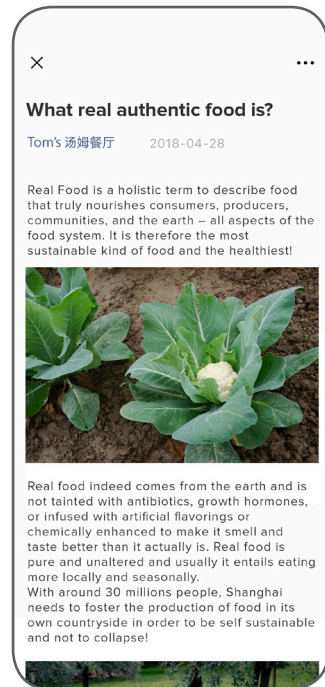 What real authentic food is?
Tom's 汤姆餐厅 2018-04-28
Real Food is a holistic term to describe food
that truly nourishes consumers, producers,
communities, and the earth – all aspects of the
food system. It is therefore the most
sustainable kind of food and the healthiest!
Real food indeed comes from the earth and is
not tainted with antibiotics, growth hormones,
or infused with artificial flavorings or
chemically enhanced to make it smell and
taste better than it actually is. Real food is
pure and unaltered and usually it entails eating
more locally and seasonally.
With around 30 millions people, Shanghai
needs to foster the production of food in its
own countryside in order to be self sustainable
and not to collapse!